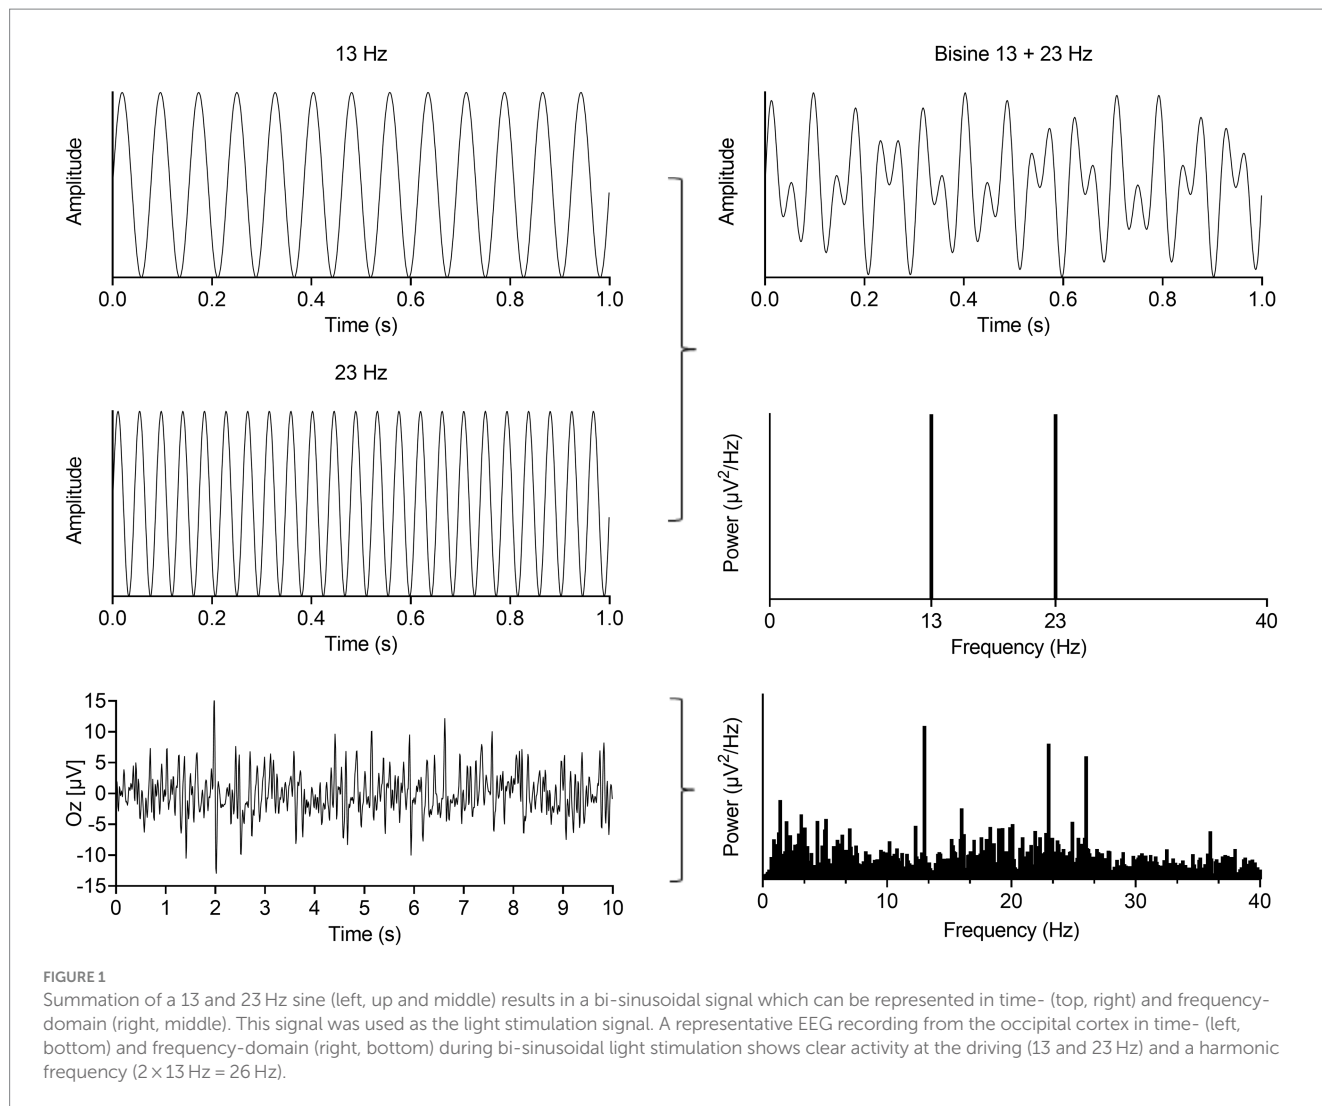 13 Hz
Amplitude
0.0 0.2 0.4 0.6 0.8 1.0
Time (s)
Bisine 13 + 23 Hz
Amplitude
0.0 0.2 0.4 0.6 0.8 1.0
Time (s)
23 Hz
Amplitude
0.0 0.2 0.4 0.6 0.8 1.0
Time (s)
Power (µV²/Hz)
0 13 23 40
Frequency (Hz)
Oz [µV]
15
10
5
0
-5
-10
-15
0 1 2 3 4 5 6 7 8 9 10
Time (s)
Power (µV²/Hz)
0 10 20 30 40
Frequency (Hz)
FIGURE 1
Summation of a 13 and 23 Hz sine (left, up and middle) results in a bi-sinusoidal signal which can be represented in time- (top, right) and frequency-
domain (right, middle). This signal was used as the light stimulation signal. A representative EEG recording from the occipital cortex in time- (left,
bottom) and frequency-domain (right, bottom) during bi-sinusoidal light stimulation shows clear activity at the driving (13 and 23 Hz) and a harmonic
frequency (2 × 13 Hz = 26 Hz).